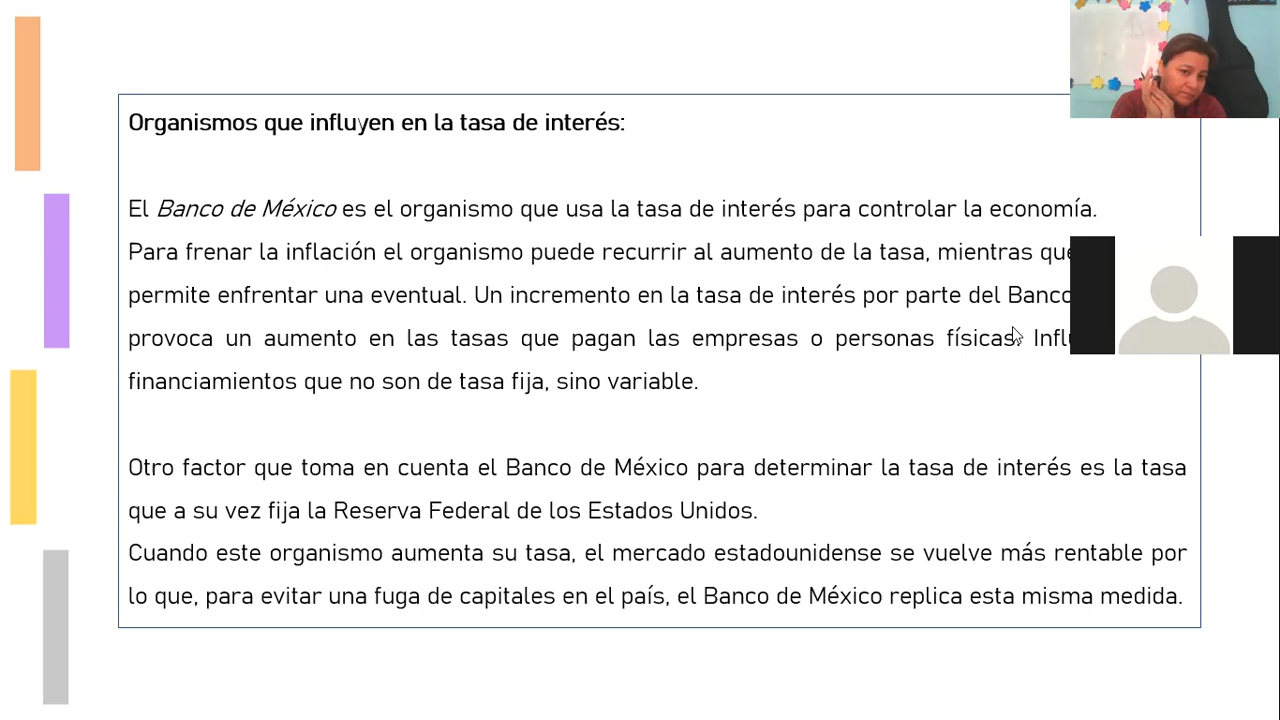 Organismos que influyen en la tasa de interés:
El Banco de México es el organismo que usa la tasa de interés para controlar la economía.
Para frenar la inflación el organismo puede recurrir al aumento de la tasa, mientras que
permite enfrentar una eventual. Un incremento en la tasa de interés por parte del Banco
provoca un aumento en las tasas que pagan las empresas o personas físicas.
financiamientos que no son de tasa fija, sino variable.
Otro factor que toma en cuenta el Banco de México para determinar la tasa de interés es la tasa
que a su vez fija la Reserva Federal de los Estados Unidos.
Cuando este organismo aumenta su tasa, el mercado estadounidense se vuelve más rentable por
lo que, para evitar una fuga de capitales en el país, el Banco de México replica esta misma medida.